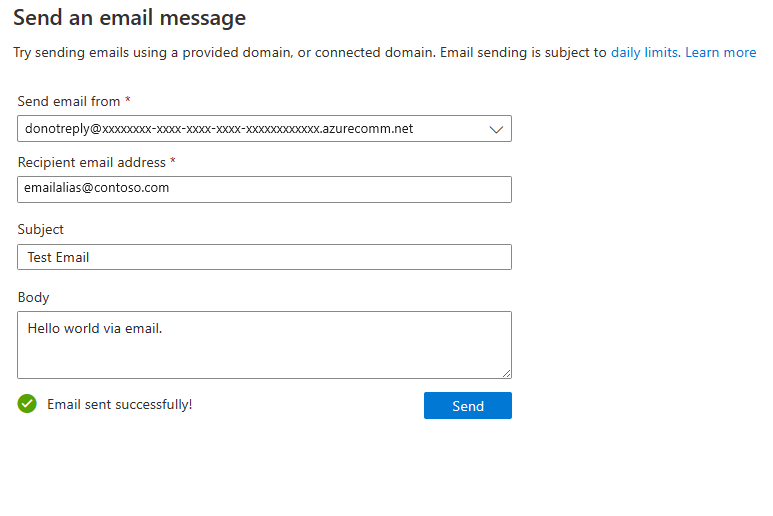 Send an email message
Try sending emails using a provided domain, or connected domain. Email sending is subject to daily limits. Learn more
Send email from *
donotreply@xxxxxxxx-xxxx-xxxx-xxxx-xxxxxxxxxxxx.azurecomm.net
Recipient email address *
emailalias@contoso.com
Subject
Test Email
Body
Hello world via email.
Email sent successfully!
Send